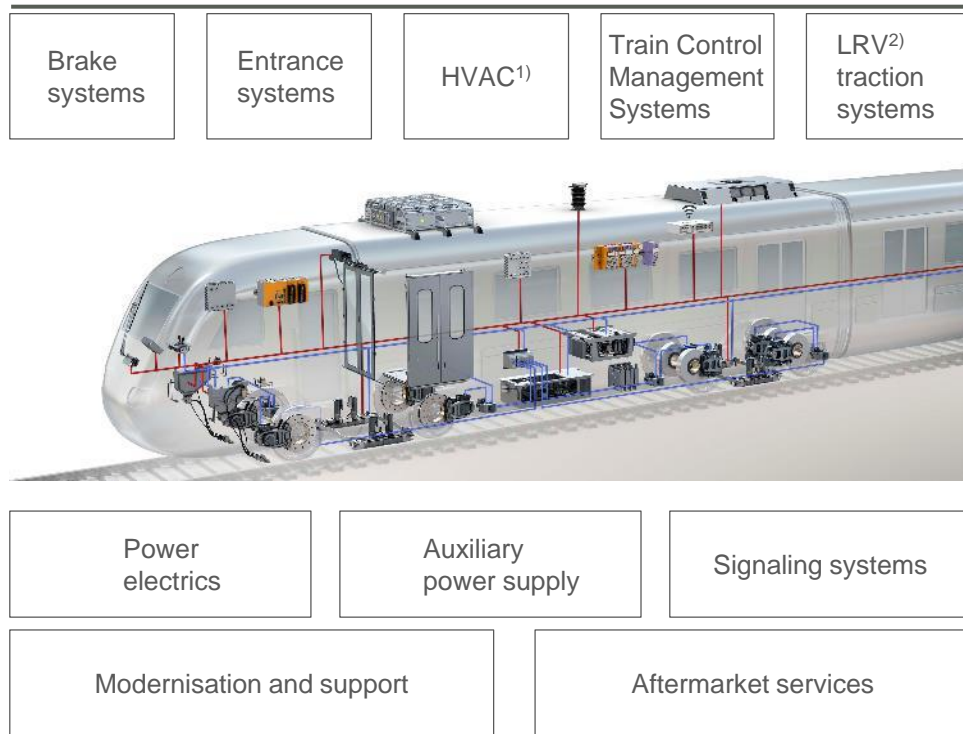 Brake
systems
Entrance
systems
HVAC1)
Train Control
Management
Systems
LRV2)
traction
systems
Power
electrics
Auxiliary
power supply
Signaling systems
Modernisation and support
Aftermarket services